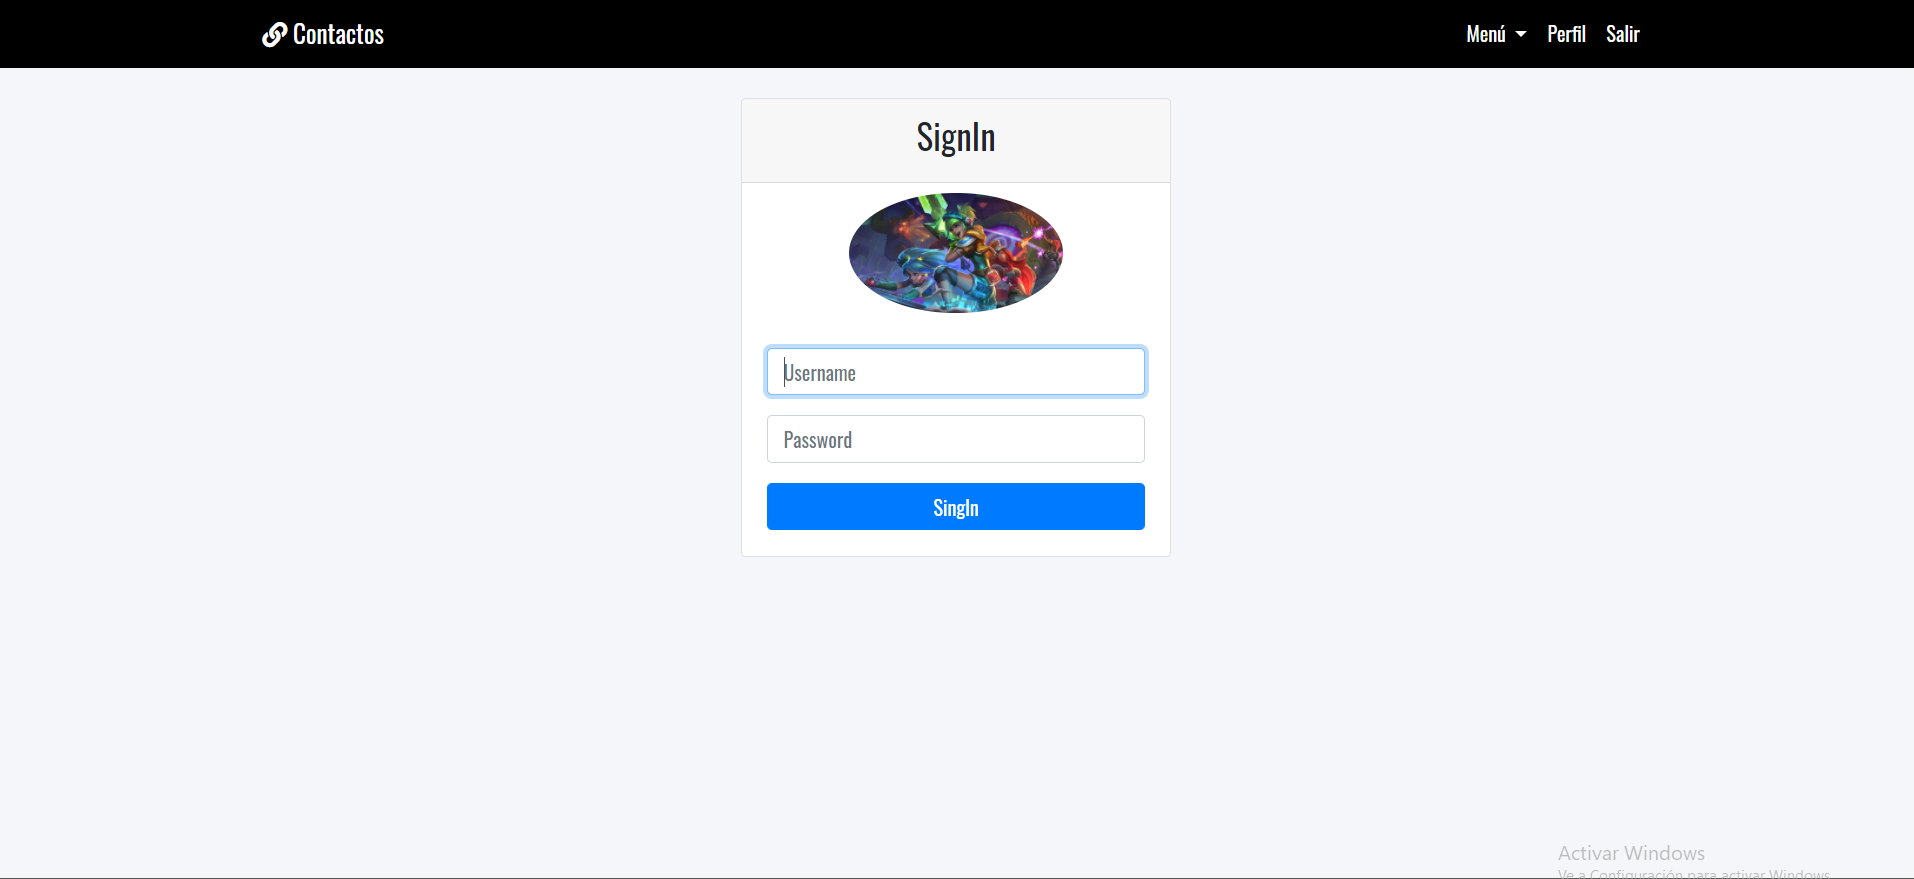 Contactos
Menú
Perfil
Salir
SignIn
Username
Password
SingIn
Activar Windows
Ve a Configuración para activar Windows.